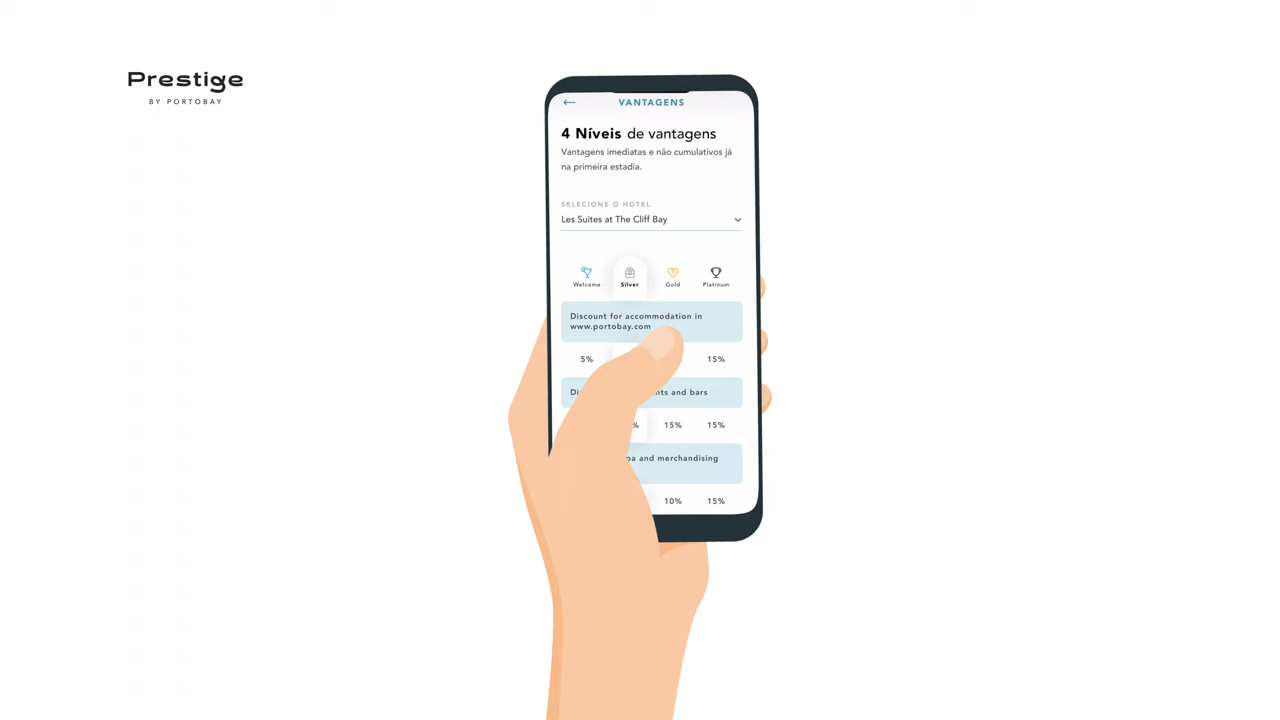 Prestige
BY PORTOBAY
VANTAGENS
4 Níveis de vantagens
Vantagens imediatas e não cumulativos já
na primeira estadia.
SELECIONE O HOTEL
Les Suites at The Cliff Bay
Welcome Silver Gold Platinum
Discount for accommodation in
www.portobay.com
5% 15%
and bars
% 15% 15%
and merchandising
10% 15%